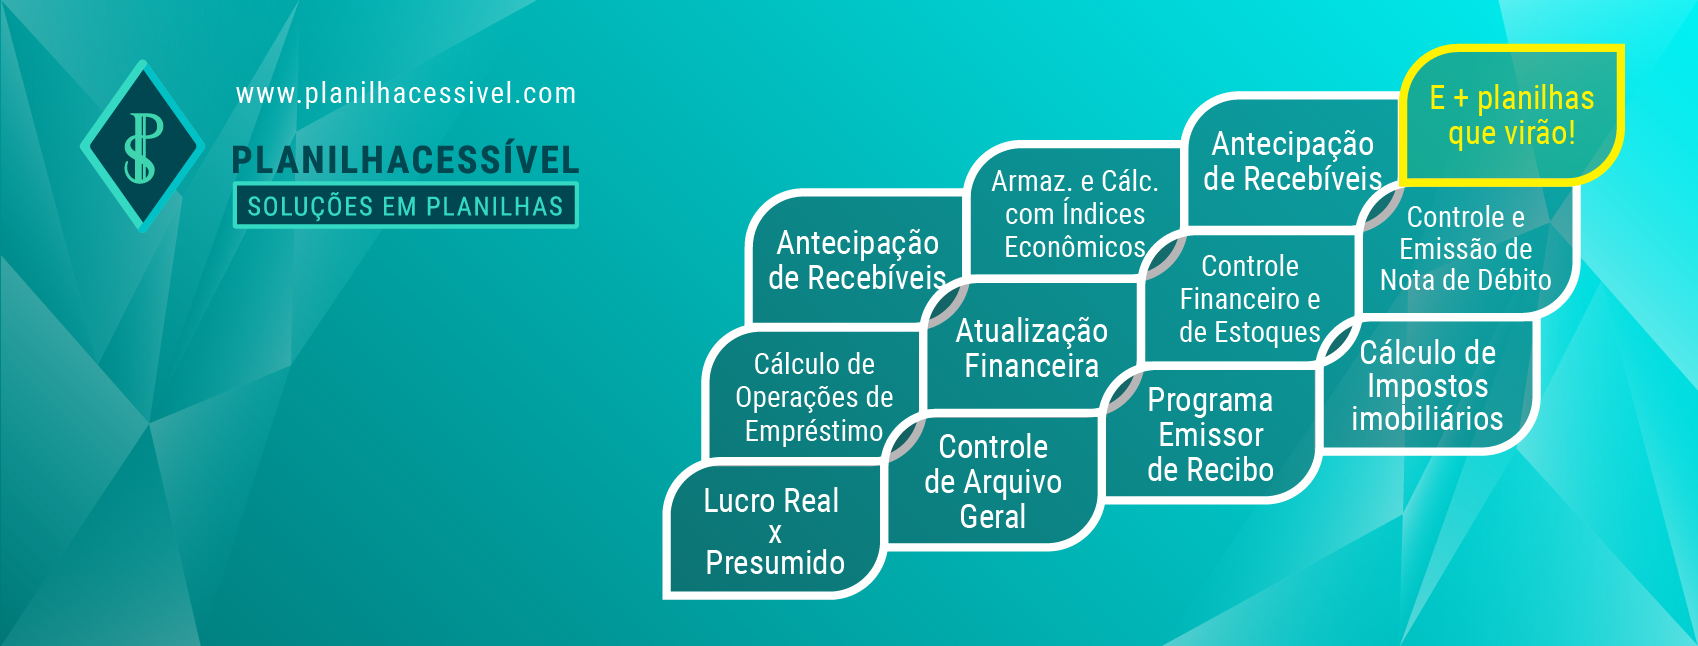 www.planilhacessivel.com
PLANILHACESSÍVEL
SOLUÇÕES EM PLANILHAS
E + planilhas
que virão!
Antecipação
de Recebíveis
Armaz. e Cálc.
com Índices
Econômicos
Antecipação
de Recebíveis
Controle e
Emissão de
Nota de Débito
Controle
Financeiro e
de Estoques
Atualização
Financeira
Cálculo de
Operações de
Empréstimo
Cálculo de
Impostos
imobiliários
Programa
Emissor
de Recibo
Controle
de Arquivo
Geral
Lucro Real
x
Presumido